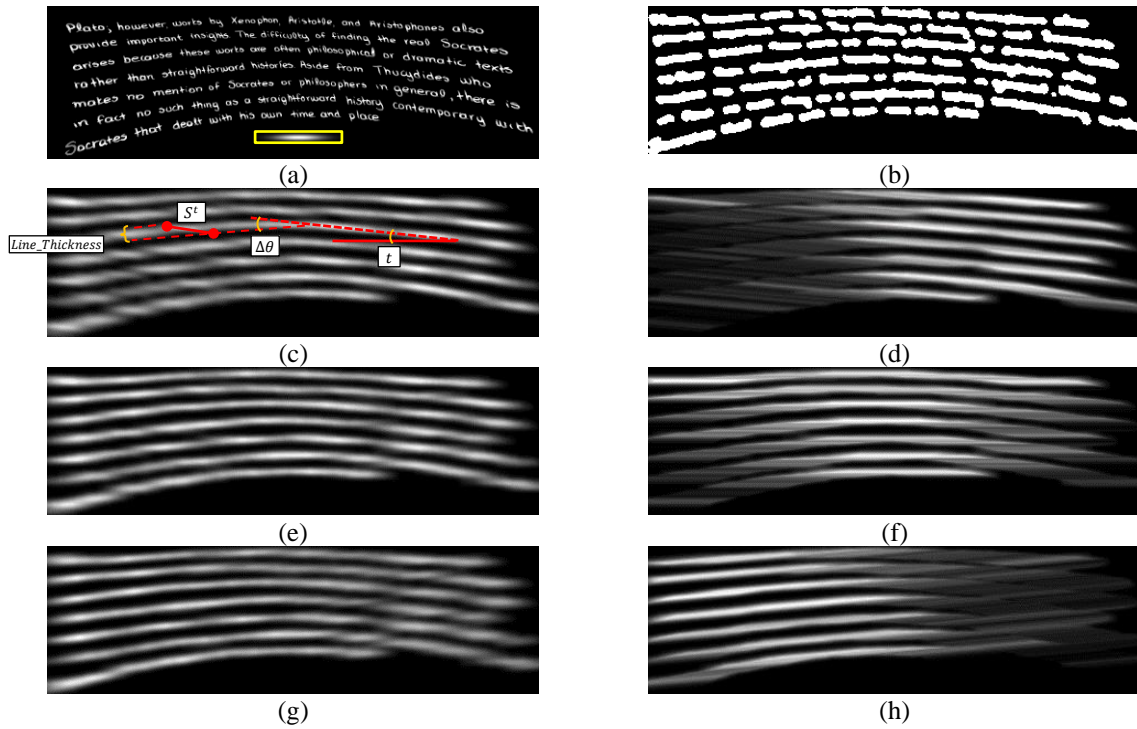 Plato, however, works by Xenophon, Aristotle, and Aristophanes also
provide important insights. The difficulty of finding the real Socrates
arises because these works are often philosophical or dramatic texts
rather than straightforward histories. Aside from Thucydides who
makes no mention of Socrates or philosophers in general, there is
in fact no such thing as a straightforward history contemporary with
Socrates that dealt with his own time and place
(a)
(b)
S^t
Line_Thickness
Δθ
t
(c)
(d)
(e)
(f)
(g)
(h)